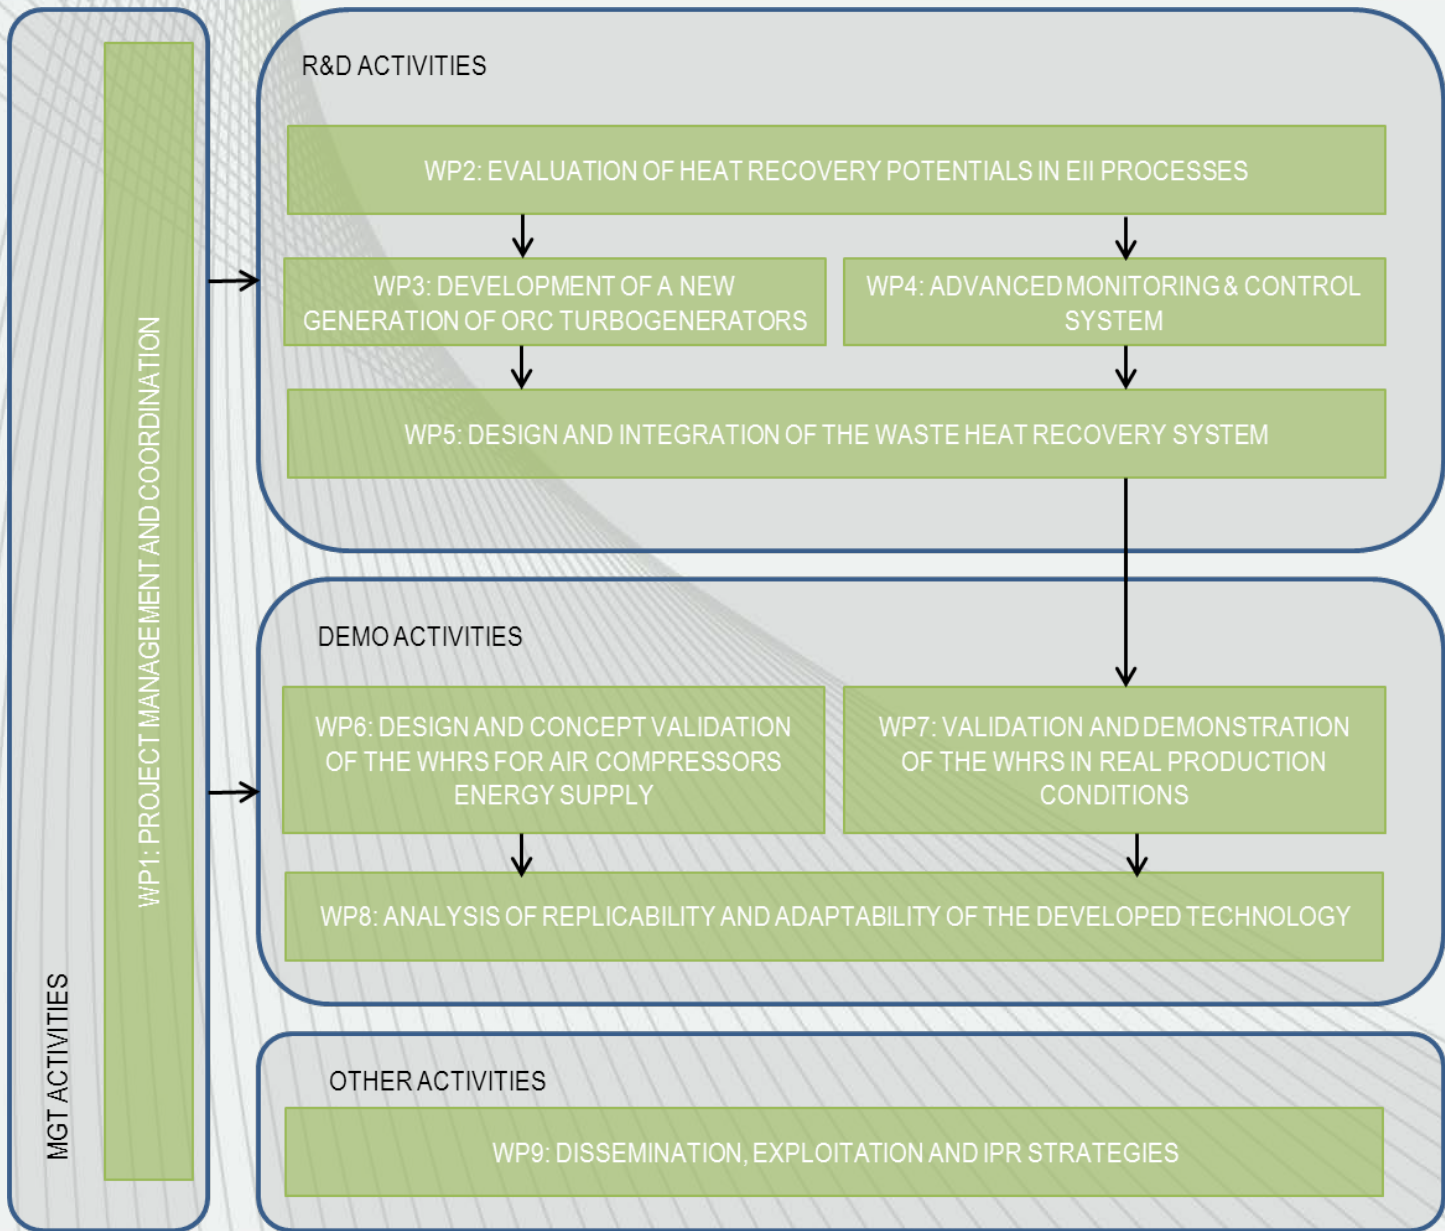 MGT ACTIVITIES
WP1: PROJECT MANAGEMENT AND COORDINATION
R&D ACTIVITIES
WP2: EVALUATION OF HEAT RECOVERY POTENTIALS IN EII PROCESSES
WP3: DEVELOPMENT OF A NEW
GENERATION OF ORC TURBOGENERATORS
WP4: ADVANCED MONITORING & CONTROL
SYSTEM
WP5: DESIGN AND INTEGRATION OF THE WASTE HEAT RECOVERY SYSTEM
DEMO ACTIVITIES
WP6: DESIGN AND CONCEPT VALIDATION
OF THE WHRS FOR AIR COMPRESSORS
ENERGY SUPPLY
WP7: VALIDATION AND DEMONSTRATION
OF THE WHRS IN REAL PRODUCTION
CONDITIONS
WP8: ANALYSIS OF REPLICABILITY AND ADAPTABILITY OF THE DEVELOPED TECHNOLOGY
OTHER ACTIVITIES
WP9: DISSEMINATION, EXPLOITATION AND IPR STRATEGIES